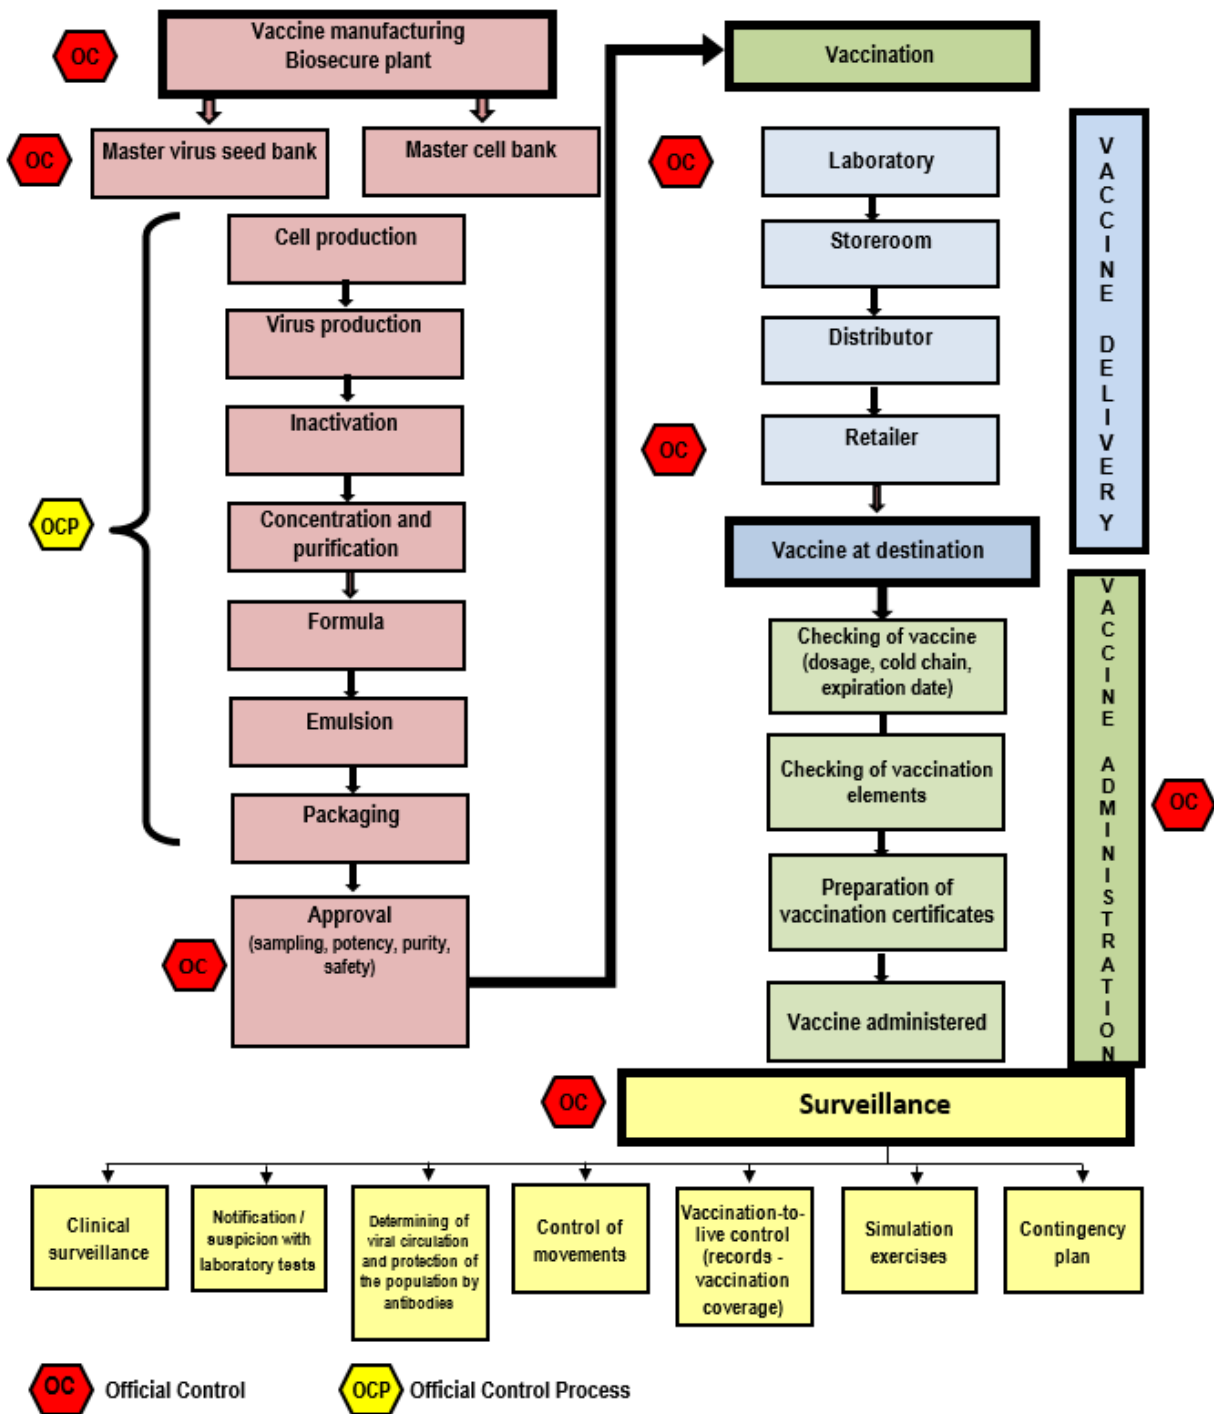 OC
Vaccine manufacturing
Biosecure plant
OC
Master virus seed bank
Master cell bank
OCP
Cell production
Virus production
Inactivation
Concentration and
purification
Formula
Emulsion
Packaging
OC
Approval
(sampling, potency, purity,
safety)
Vaccination
OC
Laboratory
Storeroom
Distributor
OC
Retailer
VACCINE DELIVERY
Vaccine at destination
Checking of vaccine
(dosage, cold chain,
expiration date)
Checking of vaccination
elements
Preparation of
vaccination certificates
Vaccine administered
VACCINE ADMINISTRATION
OC
OC
Surveillance
Clinical
surveillance
Notification /
suspicion with
laboratory tests
Determining of
viral circulation
and protection of
the population by
antibodies
Control of
movements
Vaccination-to-
live control
(records -
vaccination
coverage)
Simulation
exercises
Contingency
plan
OC Official Control
OCP Official Control Process